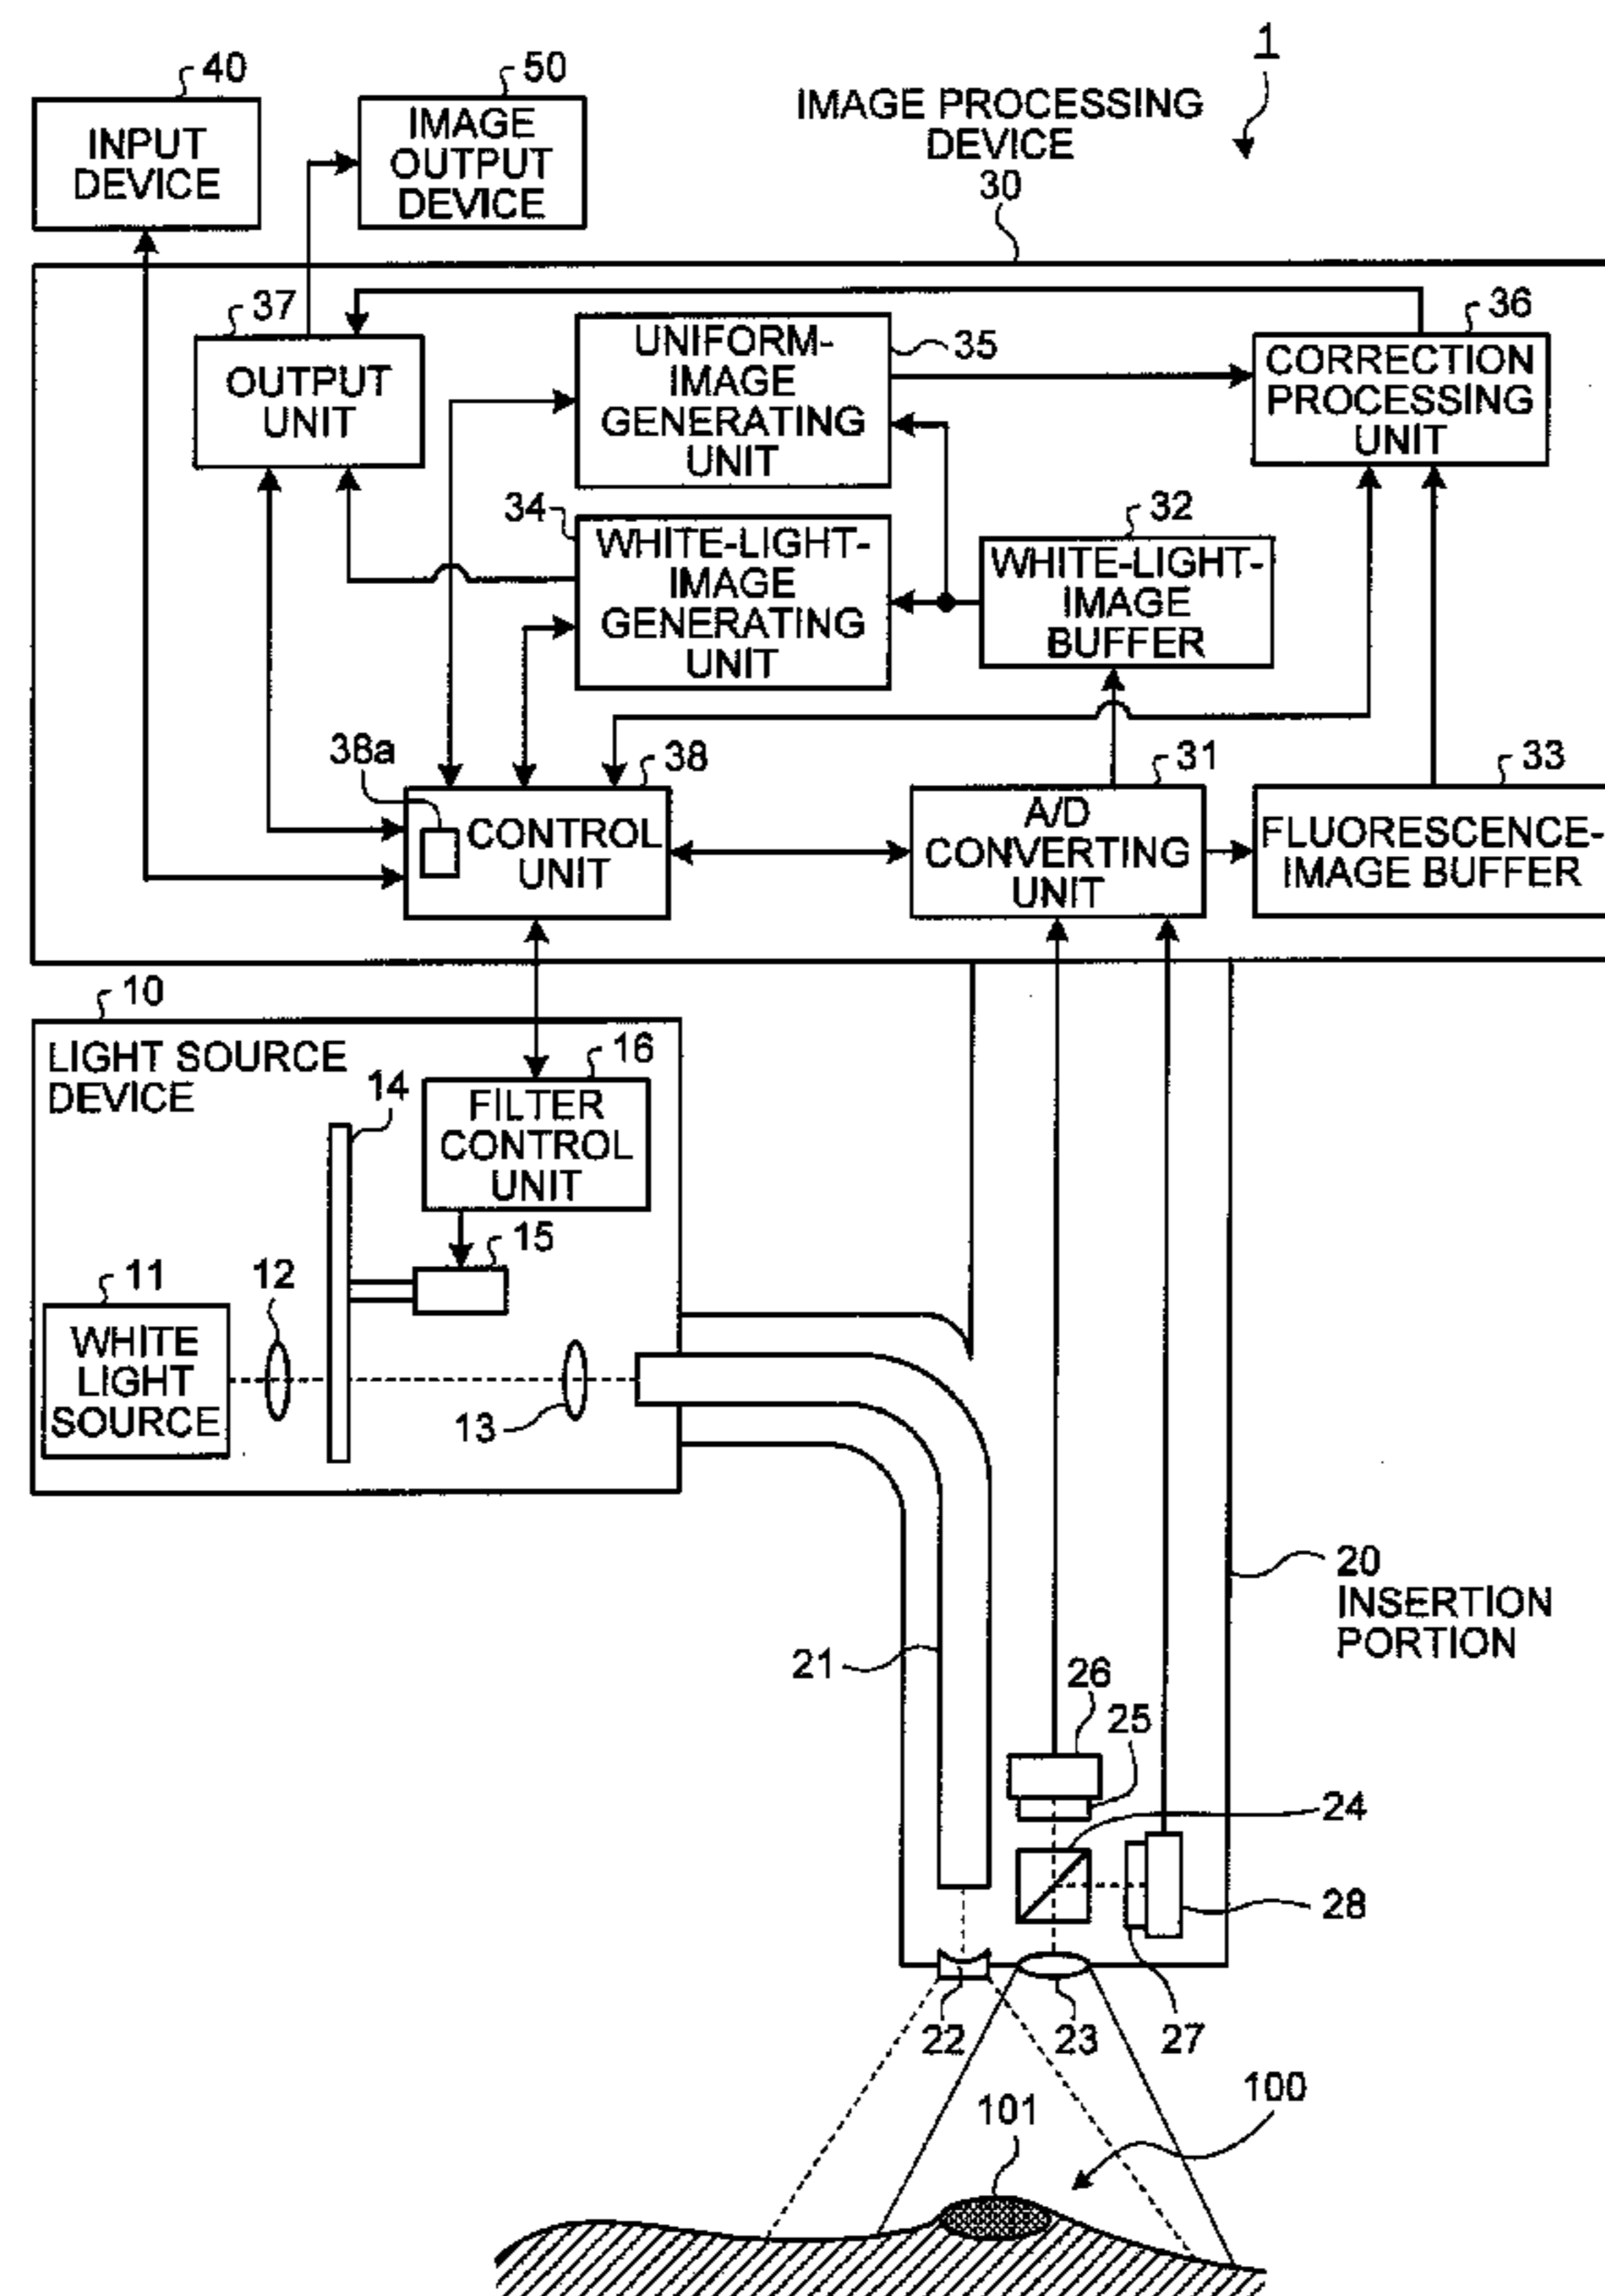 1
40
50
INPUT
DEVICE
IMAGE
OUTPUT
DEVICE
IMAGE PROCESSING
DEVICE
30
37
OUTPUT
UNIT
UNIFORM-
IMAGE
GENERATING
UNIT
35
36
CORRECTION
PROCESSING
UNIT
34
WHITE-LIGHT-
IMAGE
GENERATING
UNIT
32
WHITE-LIGHT-
IMAGE
BUFFER
38a
38
CONTROL
UNIT
31
A/D
CONVERTING
UNIT
33
FLUORESCENCE-
IMAGE BUFFER
10
LIGHT SOURCE
DEVICE
14
16
FILTER
CONTROL
UNIT
15
11
WHITE
LIGHT
SOURCE
12
13
20
INSERTION
PORTION
21
26
25
24
28
22
23
27
100
101